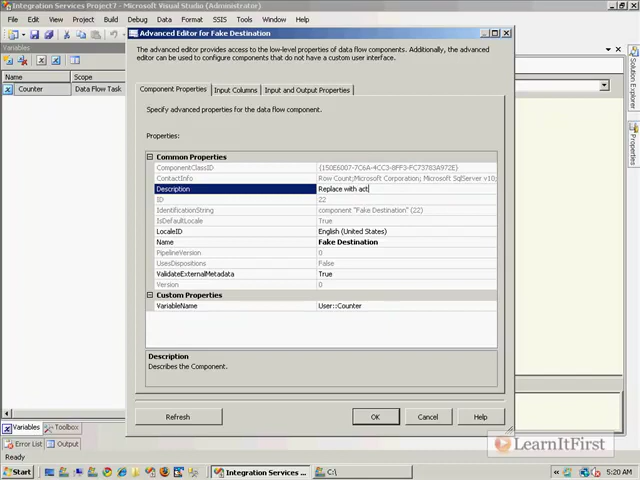 Integration Services Project7 - Microsoft Visual Studio (Administrator)
File Edit View Project Build Debug Data Format SSIS Tools Window Help
Variables
Name Scope
Counter Data Flow Task
Advanced Editor for Fake Destination
The advanced editor provides access to the low-level properties of data flow components. Additionally, the advanced
editor can be used to configure components that do not have a custom user interface.
Component Properties Input Columns Input and Output Properties
Specify advanced properties for the data flow component.
Properties:
Common Properties
ComponentClassID {150E6007-7C6A-4CC3-8FF3-FC73783A972E}
ContactInfo Row Count;Microsoft Corporation; Microsoft SqlServer v10;
Description Replace with act
ID 22
IdentificationString component "Fake Destination" (22)
IsDefaultLocale True
LocaleID English (United States)
Name Fake Destination
PipelineVersion 0
UsesDispositions False
ValidateExternalMetadata True
Version 0
Custom Properties
VariableName User::Counter
Description
Describes the Component.
Refresh OK Cancel Help
Solution Explorer
Properties
Variables Toolbox
Error List Output
Ready
LearnItFirst
Start Integration Services ... C:\ 5:20 AM